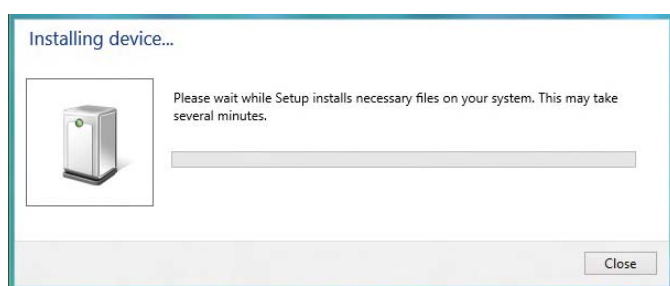 Installing device...
Please wait while Setup installs necessary files on your system. This may take
several minutes.
Close